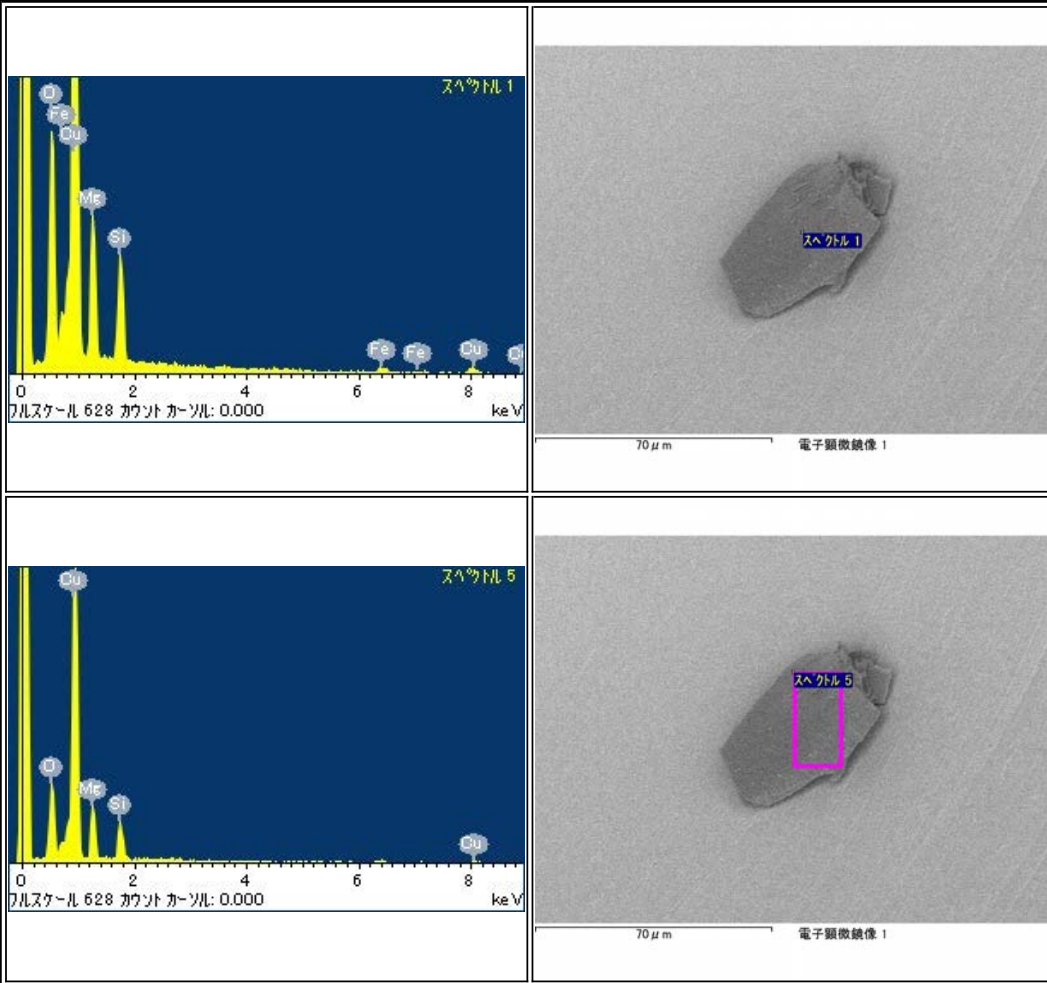 スペクトル 1
O
Fe
Cu
Mg
Si
Fe
Fe
Cu
C
0 2 4 6 8
フルスケール 628 カウント カーソル: 0.000 keV
スペクトル 1
70μm 電子顕微鏡像 1
スペクトル 5
Cu
O
Mg
Si
Cu
0 2 4 6 8
フルスケール 628 カウント カーソル: 0.000 keV
スペクトル 5
70μm 電子顕微鏡像 1